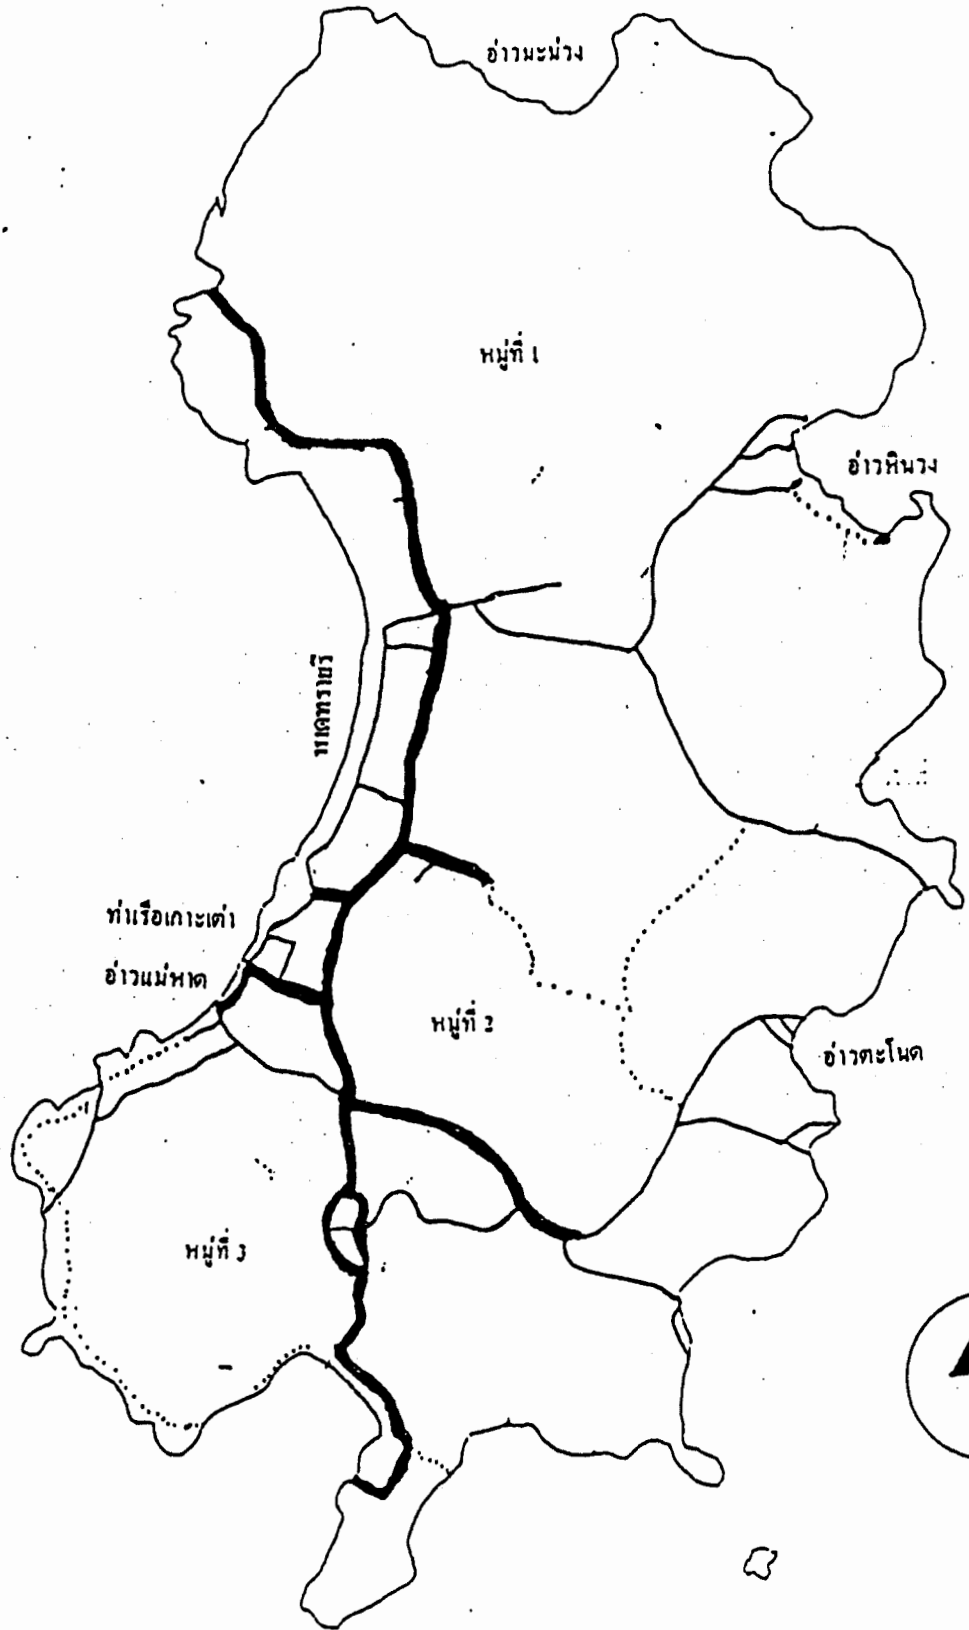 อ่าวมะม่วง
หมู่ที่ 1
อ่าวหินวง
หาดทรายรี
ท่าเรือเกาะเต่า
อ่าวแม่หาด
หมู่ที่ 2
อ่าวตะโนด
หมู่ที่ 3